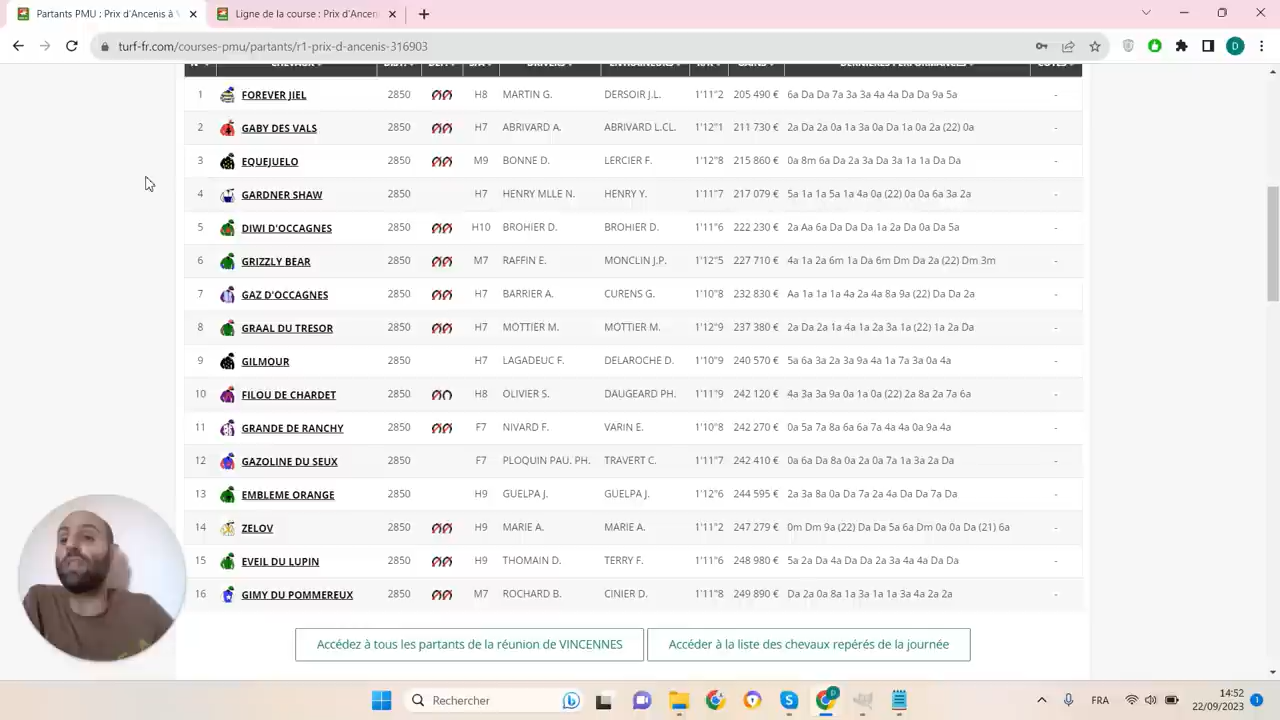 Partants PMU : Prix d'Ancenis à V
Ligne de course : Prix d'Ancen
turf-fr.com/courses-pmu/partants/r1-prix-d-ancenis-316903
D
1 FOREVER JIEL 2850 H8 MARTIN G. DERSOIR J.L. 1'11"2 205 490 € 6a Da Da 7a 3a 3a 4a 4a Da Da 9a 5a -
2 GABY DES VALS 2850 H7 ABRIVARD A. ABRIVARD L.CL. 1'12"1 211 730 € 2a Da 2a 0a 1a 3a 0a Da 1a 0a 2a (22) 0a -
3 EQUEJUELO 2850 M9 BONNE D. LERCIER F. 1'12"8 215 860 € 0a 8m 6a Da 2a 3a Da 3a 1a 1a Da Da -
4 GARDNER SHAW 2850 H7 HENRY MLLE N. HENRY Y. 1'11"7 217 079 € 5a 1a 1a 5a 1a 4a 0a (22) 0a 0a 6a 3a 2a -
5 DIWI D'OCCAGNES 2850 H10 BROHIER D. BROHIER D. 1'11"6 222 230 € 2a Aa 6a Da Da Da 1a 2a Da 0a Da 5a -
6 GRIZZLY BEAR 2850 M7 RAFFIN E. MONCLIN J.P. 1'12"5 227 710 € 4a 1a 2a 6m 1a Da 6m Dm Da 2a (22) Dm 3m -
7 GAZ D'OCCAGNES 2850 H7 BARRIER A. CURENS G. 1'10"8 232 830 € Aa 1a 1a 1a 4a 2a 4a 8a 9a (22) Da Da 2a -
8 GRAAL DU TRESOR 2850 H7 MOTTIER M. MOTTIER M. 1'12"9 237 380 € 2a Da 2a 1a 4a 1a 2a 3a 1a (22) 1a 2a Da -
9 GILMOUR 2850 H7 LAGADEUC F. DELAROCHE D. 1'10"9 240 570 € 5a 6a 3a 2a 3a 9a 4a 1a 7a 3a 0a 4a -
10 FILOU DE CHARDET 2850 H8 OLIVIER S. DAUGEARD PH. 1'11"9 242 120 € 4a 3a 3a 9a 0a 1a 0a (22) 2a 8a 2a 7a 6a -
11 GRANDE DE RANCHY 2850 F7 NIVARD F. VARIN E. 1'10"8 242 270 € 0a 5a 7a 8a 6a 6a 7a 4a 4a 0a 9a 4a -
12 GAZOLINE DU SEUX 2850 F7 PLOQUIN PAU. PH. TRAVERT C. 1'11"7 242 410 € 0a 6a Da 8a 0a 2a 0a 7a 1a 3a 2a Da -
13 EMBLEME ORANGE 2850 H9 GUELPA J. GUELPA J. 1'12"6 244 595 € 2a 3a 8a 0a Da 7a 2a 4a Da Da 7a Da -
14 ZELOV 2850 H9 MARIE A. MARIE A. 1'11"2 247 279 € 0m Dm 9a (22) Da Da 5a 6a Dm 0a 0a Da (21) 6a -
15 EVEIL DU LUPIN 2850 H9 THOMAIN D. TERRY F. 1'11"6 248 980 € 5a 2a Da 4a Da Da 2a 3a 4a 4a Da Da -
16 GIMY DU POMMEREUX 2850 M7 ROCHARD B. CINIER D. 1'11"8 249 890 € Da 2a 0a 8a 1a 3a 1a 1a 3a 4a 2a 2a -
Accédez à tous les partants de la réunion de VINCENNES
Accéder à la liste des chevaux repérés de la journée
Rechercher
FRA
14:52
22/09/2023